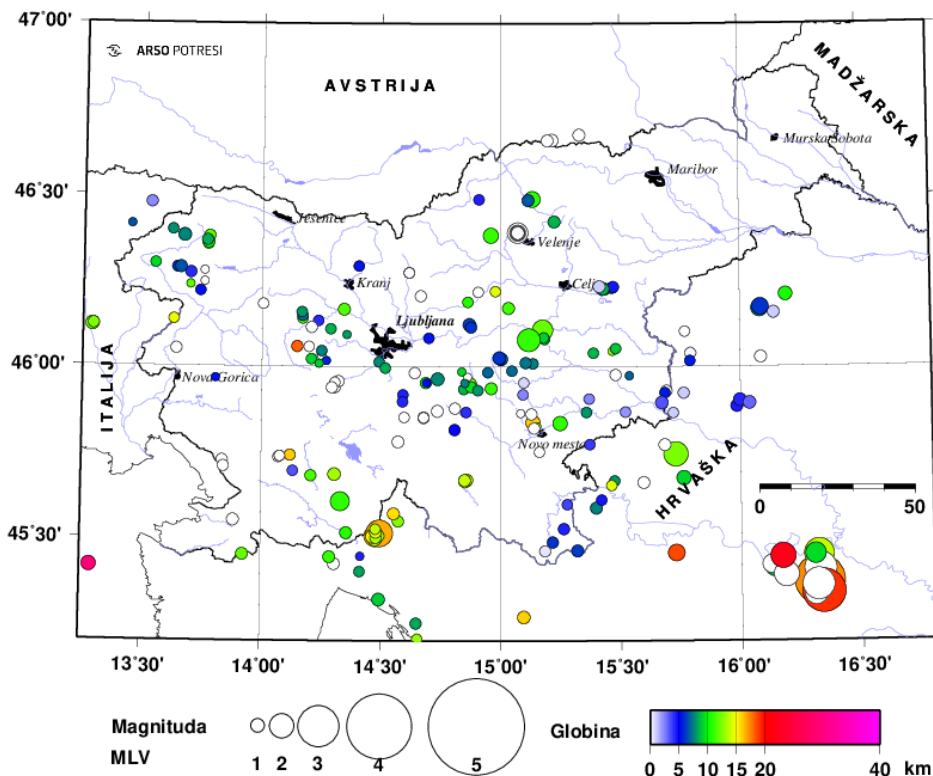 47°00'
ARSO POTRESI
AVSTRIJA
MADŽARSKA
Murska Sobota
Maribor
46°30'
Jesenice
Velenje
Kranj
Celje
Ljubljana
46°00'
ITALIJA
Nova Gorica
Novo mesto
HRVAŠKA
0 50
45°30'
13°30' 14°00' 14°30' 15°00' 15°30' 16°00' 16°30'
Magnituda
MLV
1 2 3 4 5
Globina
0 5 10 15 20 40 km